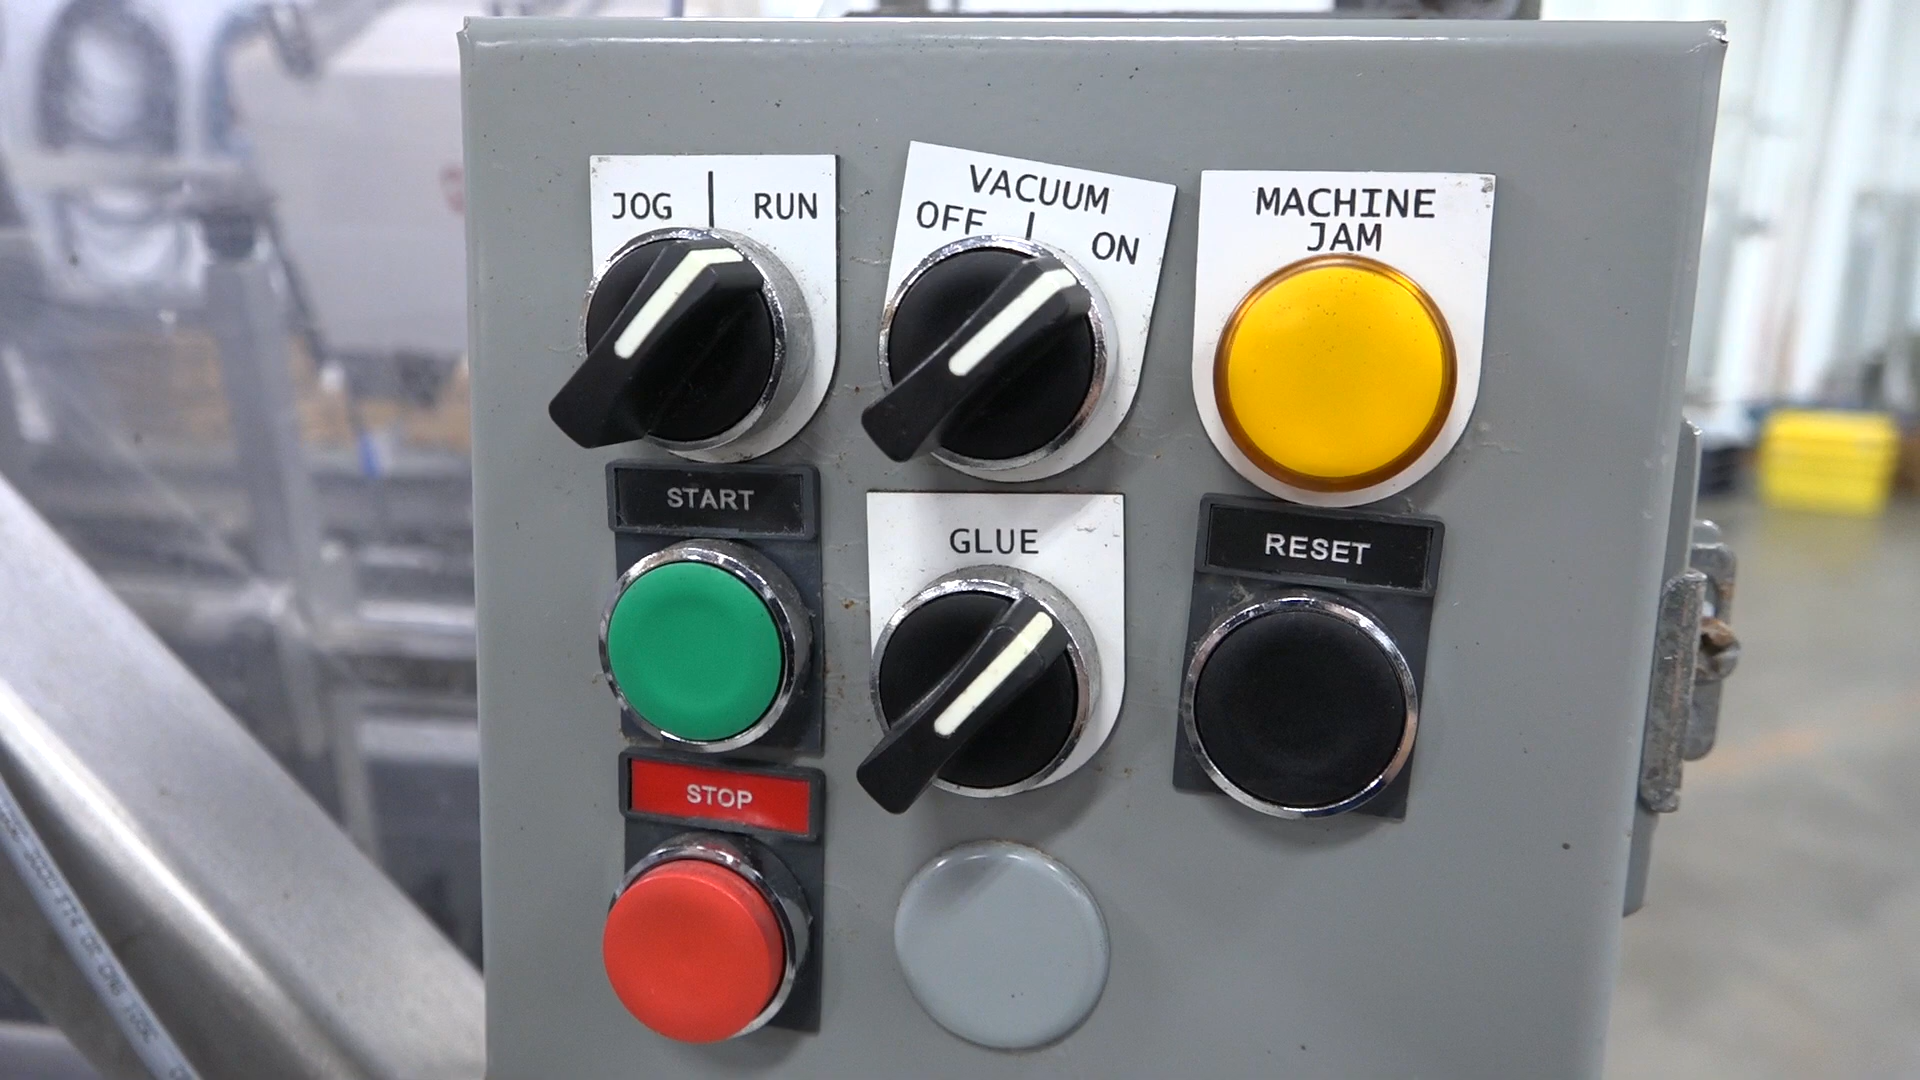 JOG | RUN
VACUUM
OFF | ON
MACHINE
JAM
START
GLUE
RESET
STOP